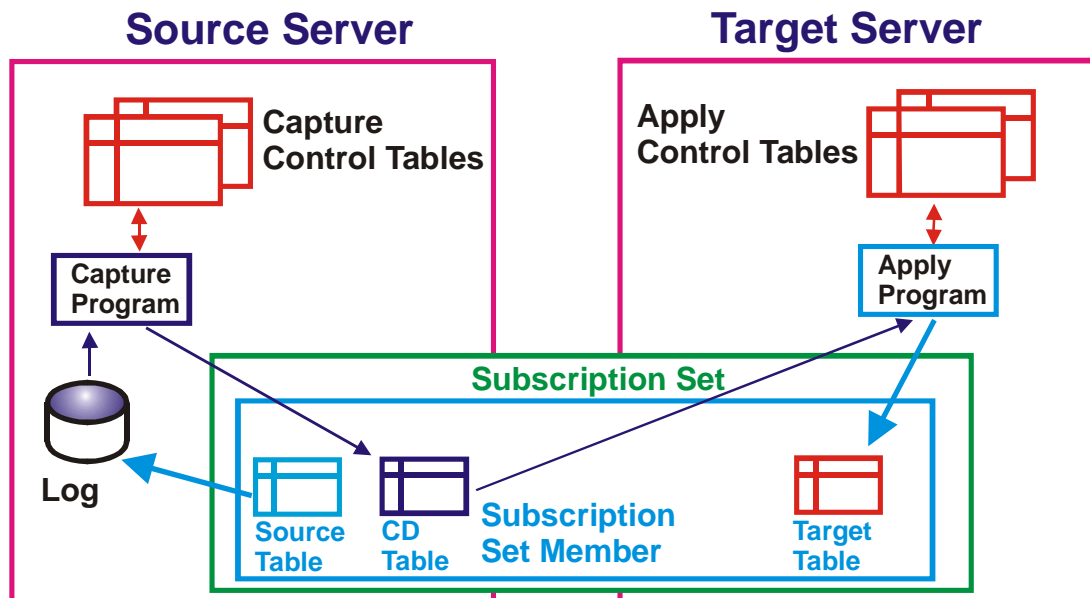 Source Server
Target Server
Capture
Control Tables
Apply
Control Tables
Capture
Program
Apply
Program
Subscription Set
Log
Source
Table
CD
Table
Subscription
Set Member
Target
Table